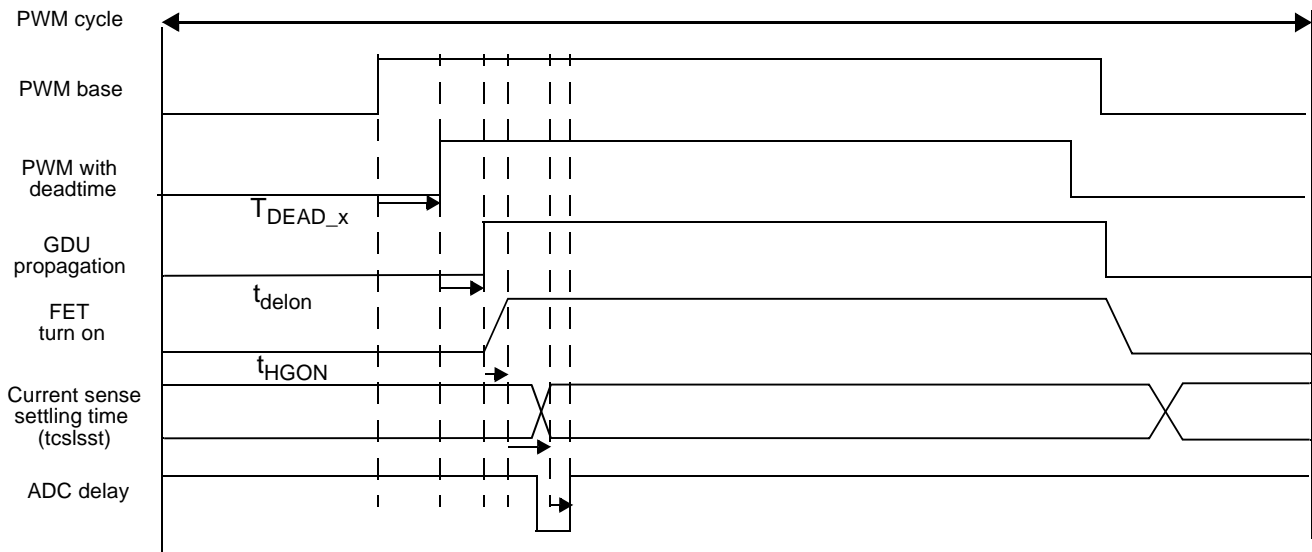 PWM cycle
PWM base
PWM with
deadtime
TDEAD_x
GDU
propagation
tdelon
FET
turn on
tHGON
Current sense
settling time
(tcslsst)
ADC delay